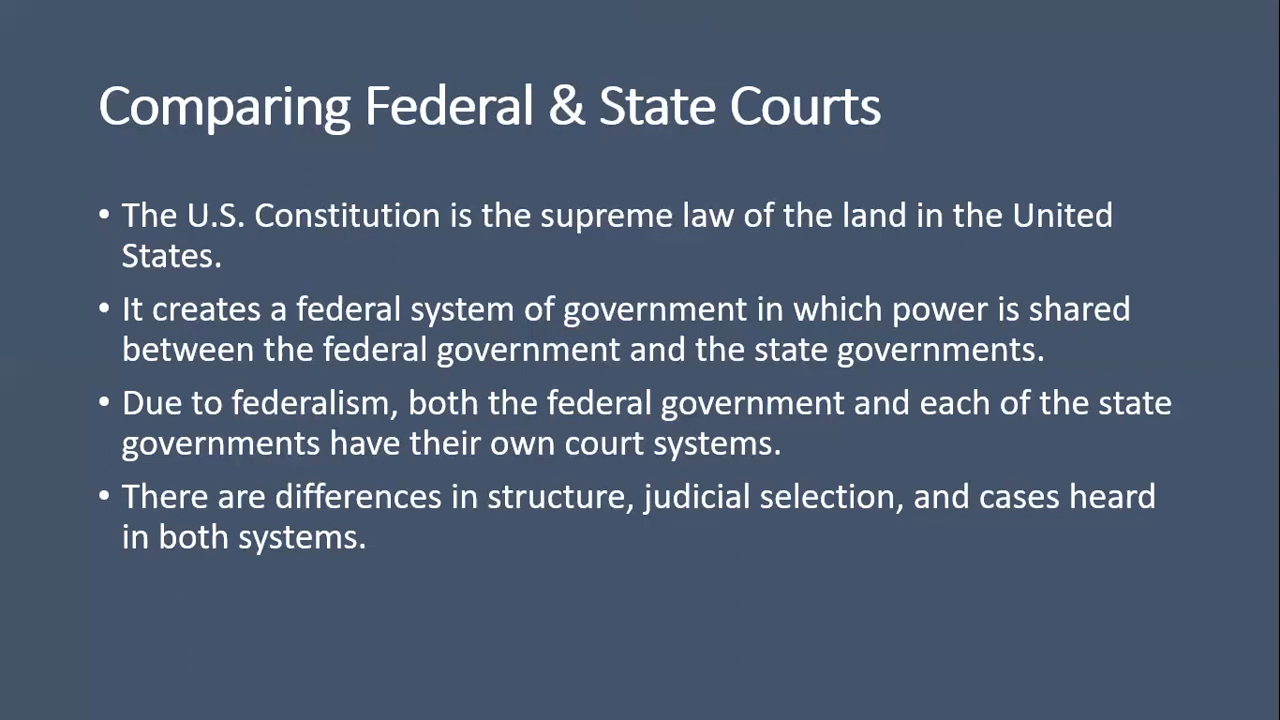 Comparing Federal & State Courts
• The U.S. Constitution is the supreme law of the land in the United
States.
• It creates a federal system of government in which power is shared
between the federal government and the state governments.
• Due to federalism, both the federal government and each of the state
governments have their own court systems.
• There are differences in structure, judicial selection, and cases heard
in both systems.